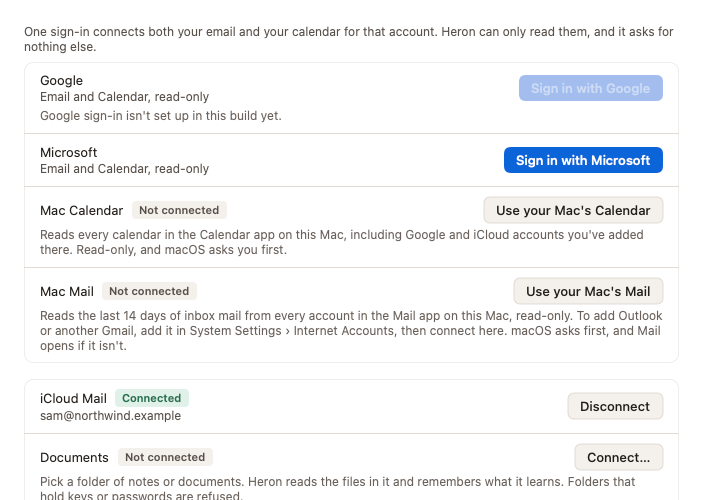 One sign-in connects both your email and your calendar for that account. Heron can only read them, and it asks for
nothing else.
Google
Email and Calendar, read-only
Google sign-in isn't set up in this build yet.
Sign in with Google
Microsoft
Email and Calendar, read-only
Sign in with Microsoft
Mac Calendar Not connected
Use your Mac's Calendar
Reads every calendar in the Calendar app on this Mac, including Google and iCloud accounts you've added
there. Read-only, and macOS asks you first.
Mac Mail Not connected
Use your Mac's Mail
Reads the last 14 days of inbox mail from every account in the Mail app on this Mac, read-only. To add Outlook
or another Gmail, add it in System Settings › Internet Accounts, then connect here. macOS asks first, and Mail
opens if it isn't.
iCloud Mail Connected
sam@northwind.example
Disconnect
Documents Not connected
Connect...
Pick a folder of notes or documents. Heron reads the files in it and remembers what it learns. Folders that
hold keys or passwords are refused.